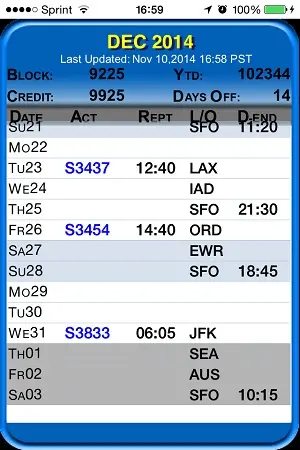 Sprint 16:59
DEC 2014
Last Updated: Nov 10,2014 16:58 PST
BLOCK: 9225 YTD: 102344
CREDIT: 9925 DAYS OFF: 14
DATE ACT REPT L/O D.END
SU21 SFO 11:20
MO22
TU23 S3437 12:40 LAX
WE24 IAD
TH25 SFO 21:30
FR26 S3454 14:40 ORD
SA27 EWR
SU28 SFO 18:45
MO29
TU30
WE31 S3833 06:05 JFK
TH01 SEA
FR02 AUS
SA03 SFO 10:15